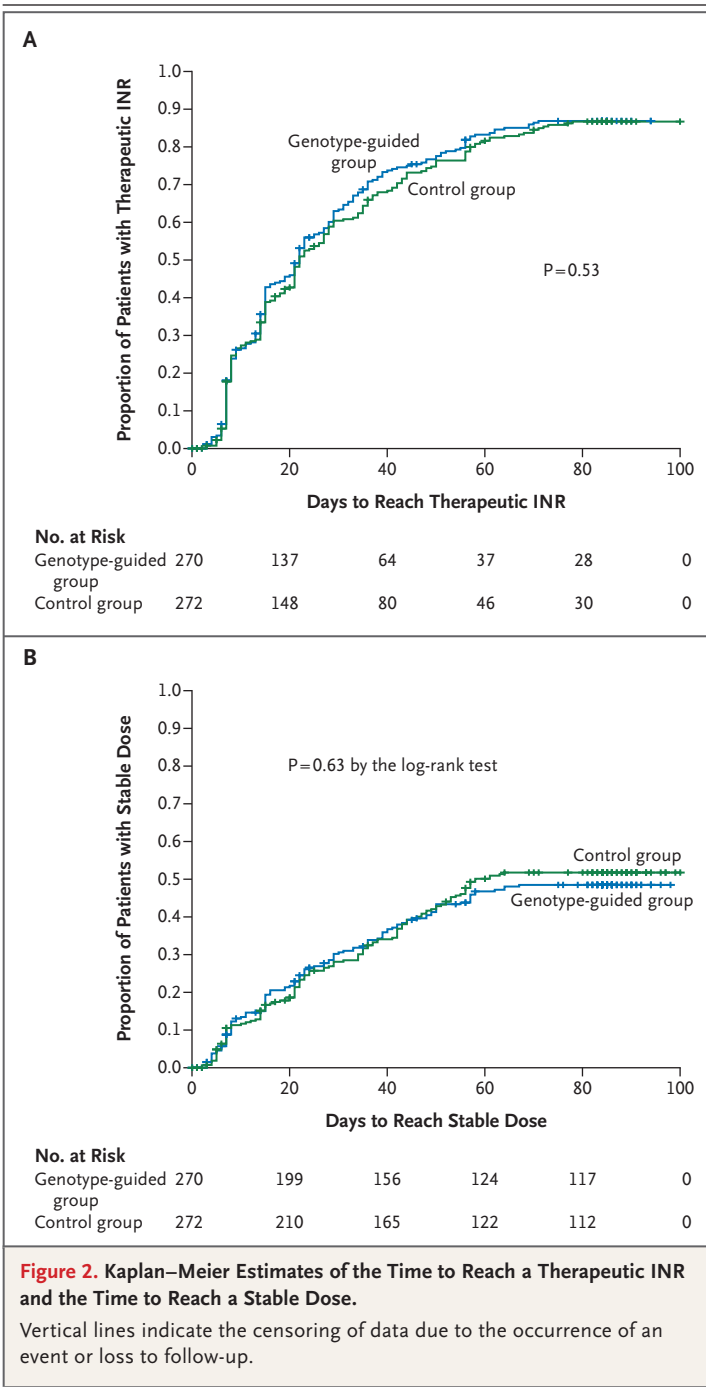 A
1.0
0.9
0.8
0.7
0.6
0.5
0.4
0.3
0.2
0.1
0.0
Proportion of Patients with Therapeutic INR
Genotype-guided
group
Control group
P=0.53
0 20 40 60 80 100
Days to Reach Therapeutic INR
No. at Risk
Genotype-guided 270 137 64 37 28 0
group
Control group 272 148 80 46 30 0
B
1.0
0.9
0.8
0.7
0.6
0.5
0.4
0.3
0.2
0.1
0.0
Proportion of Patients with Stable Dose
P=0.63 by the log-rank test
Control group
Genotype-guided group
0 20 40 60 80 100
Days to Reach Stable Dose
No. at Risk
Genotype-guided 270 199 156 124 117 0
group
Control group 272 210 165 122 112 0
Figure 2. Kaplan–Meier Estimates of the Time to Reach a Therapeutic INR
and the Time to Reach a Stable Dose.
Vertical lines indicate the censoring of data due to the occurrence of an
event or loss to follow-up.